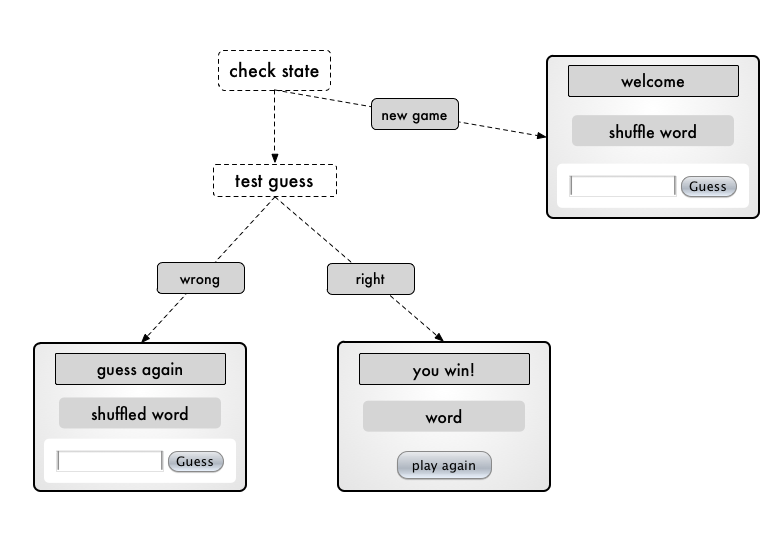 check state
welcome
new game
shuffle word
Guess
test guess
wrong
right
guess again
shuffled word
Guess
you win!
word
play again